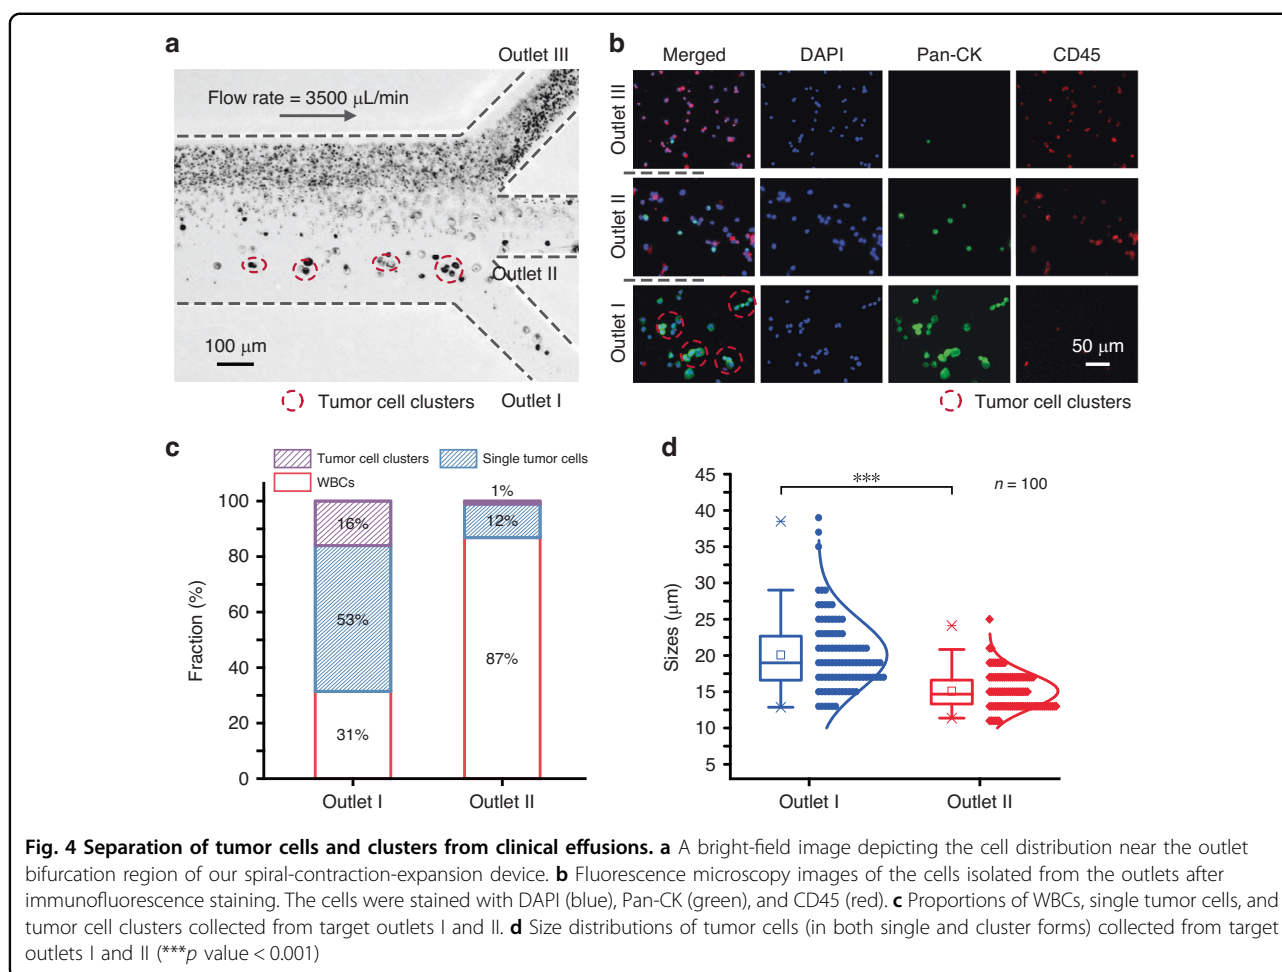 a
Outlet III
Flow rate = 3500 μL/min
Outlet II
100 μm
Tumor cell clusters
Outlet I
b
Merged
DAPI
Pan-CK
CD45
Outlet III
Outlet II
Outlet I
50 μm
Tumor cell clusters
c
Tumor cell clusters
Single tumor cells
WBCs
Fraction (%)
100
80
60
40
20
0
16%
53%
31%
1%
12%
87%
Outlet I
Outlet II
d
Sizes (μm)
45
40
35
30
25
20
15
10
5
***
n = 100
Outlet I
Outlet II
Fig. 4 Separation of tumor cells and clusters from clinical effusions. a A bright-field image depicting the cell distribution near the outlet
bifurcation region of our spiral-contraction-expansion device. b Fluorescence microscopy images of the cells isolated from the outlets after
immunofluorescence staining. The cells were stained with DAPI (blue), Pan-CK (green), and CD45 (red). c Proportions of WBCs, single tumor cells, and
tumor cell clusters collected from target outlets I and II. d Size distributions of tumor cells (in both single and cluster forms) collected from target
outlets I and II (***p value < 0.001)